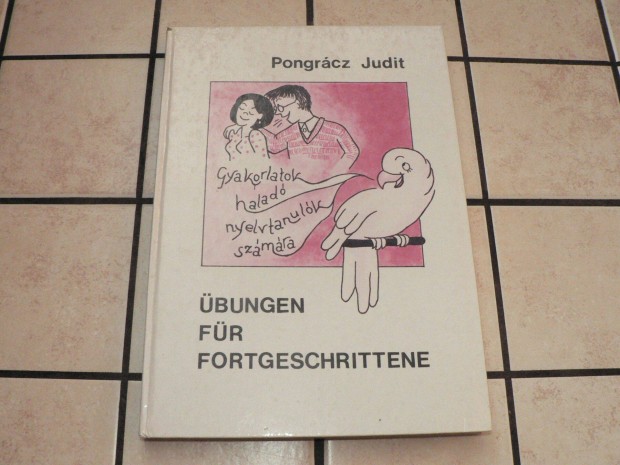 Pongrácz Judit
Gyakorlatok
haladó
nyelvtanulók
számára
ÜBUNGEN
FÜR
FORTGESCHRITTENE